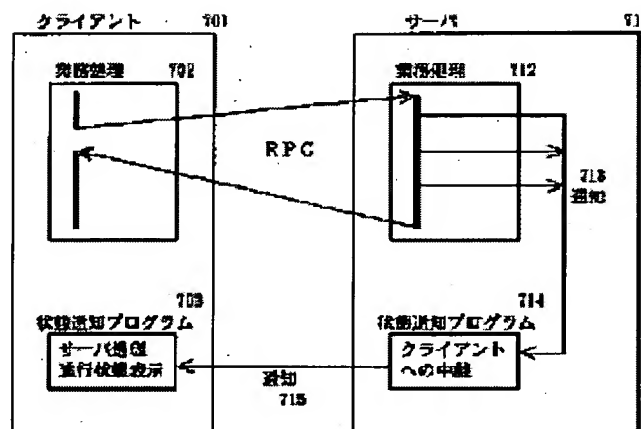 クライアント 701
サーバ 71
業務処理 702
業務処理 712
RPC
713
通知
703
状態通知プログラム
714
状態通知プログラム
サーバ処理
進行状態表示
クライアント
への中継
通知
715